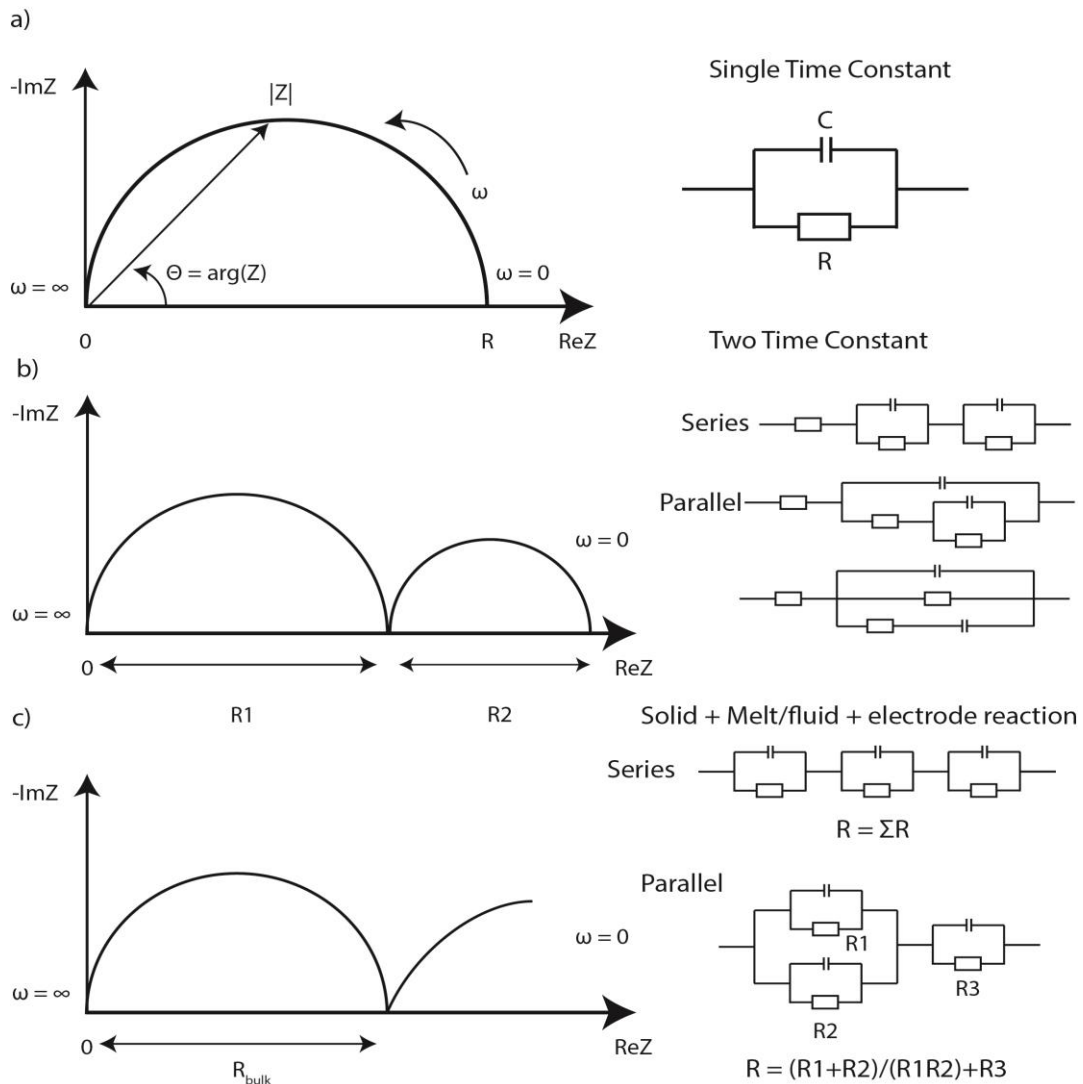 a)
-ImZ
|Z|
ω
Θ = arg(Z)
ω = 0
ω = ∞
0
R
ReZ
Single Time Constant
C
R
b)
-ImZ
ω = 0
ω = ∞
0
ReZ
R1
R2
Two Time Constant
Series
Parallel
c)
-ImZ
ω = 0
ω = ∞
0
ReZ
R_bulk
Solid + Melt/fluid + electrode reaction
Series
R = ΣR
Parallel
R1
R2
R3
R = (R1+R2)/(R1R2)+R3